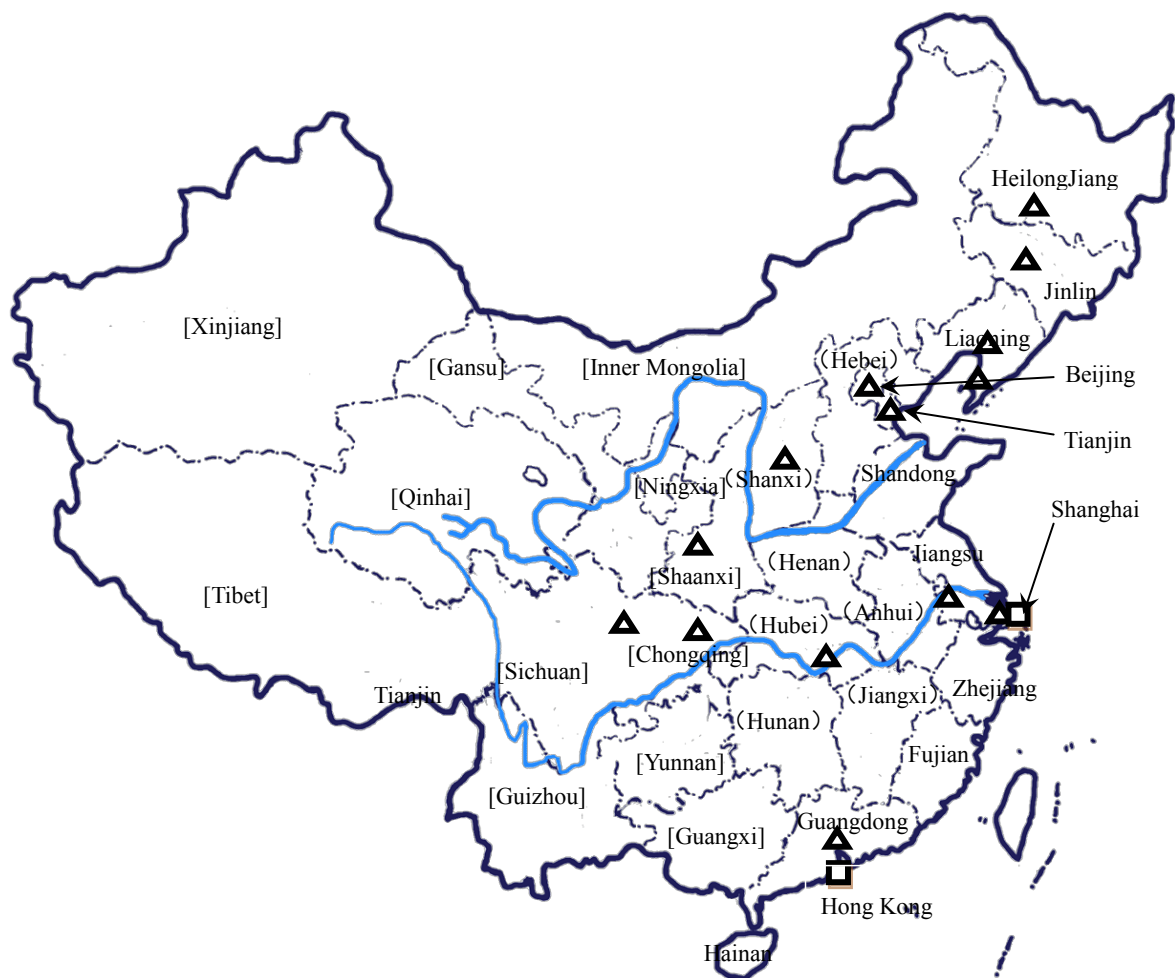 HeilongJiang
Jinlin
[Xinjiang]
Liaoning
（Hebei）
[Gansu]
[Inner Mongolia]
Beijing
Tianjin
Shandong
（Shanxi）
[Ningxia]
[Qinhai]
Shanghai
Jiangsu
（Henan）
[Shaanxi]
[Tibet]
（Anhui）
（Hubei）
[Chongqing]
[Sichuan]
Tianjin
Zhejiang
（Jiangxi）
（Hunan）
Fujian
[Yunnan]
[Guizhou]
Guangdong
[Guangxi]
Hong Kong
Hainan